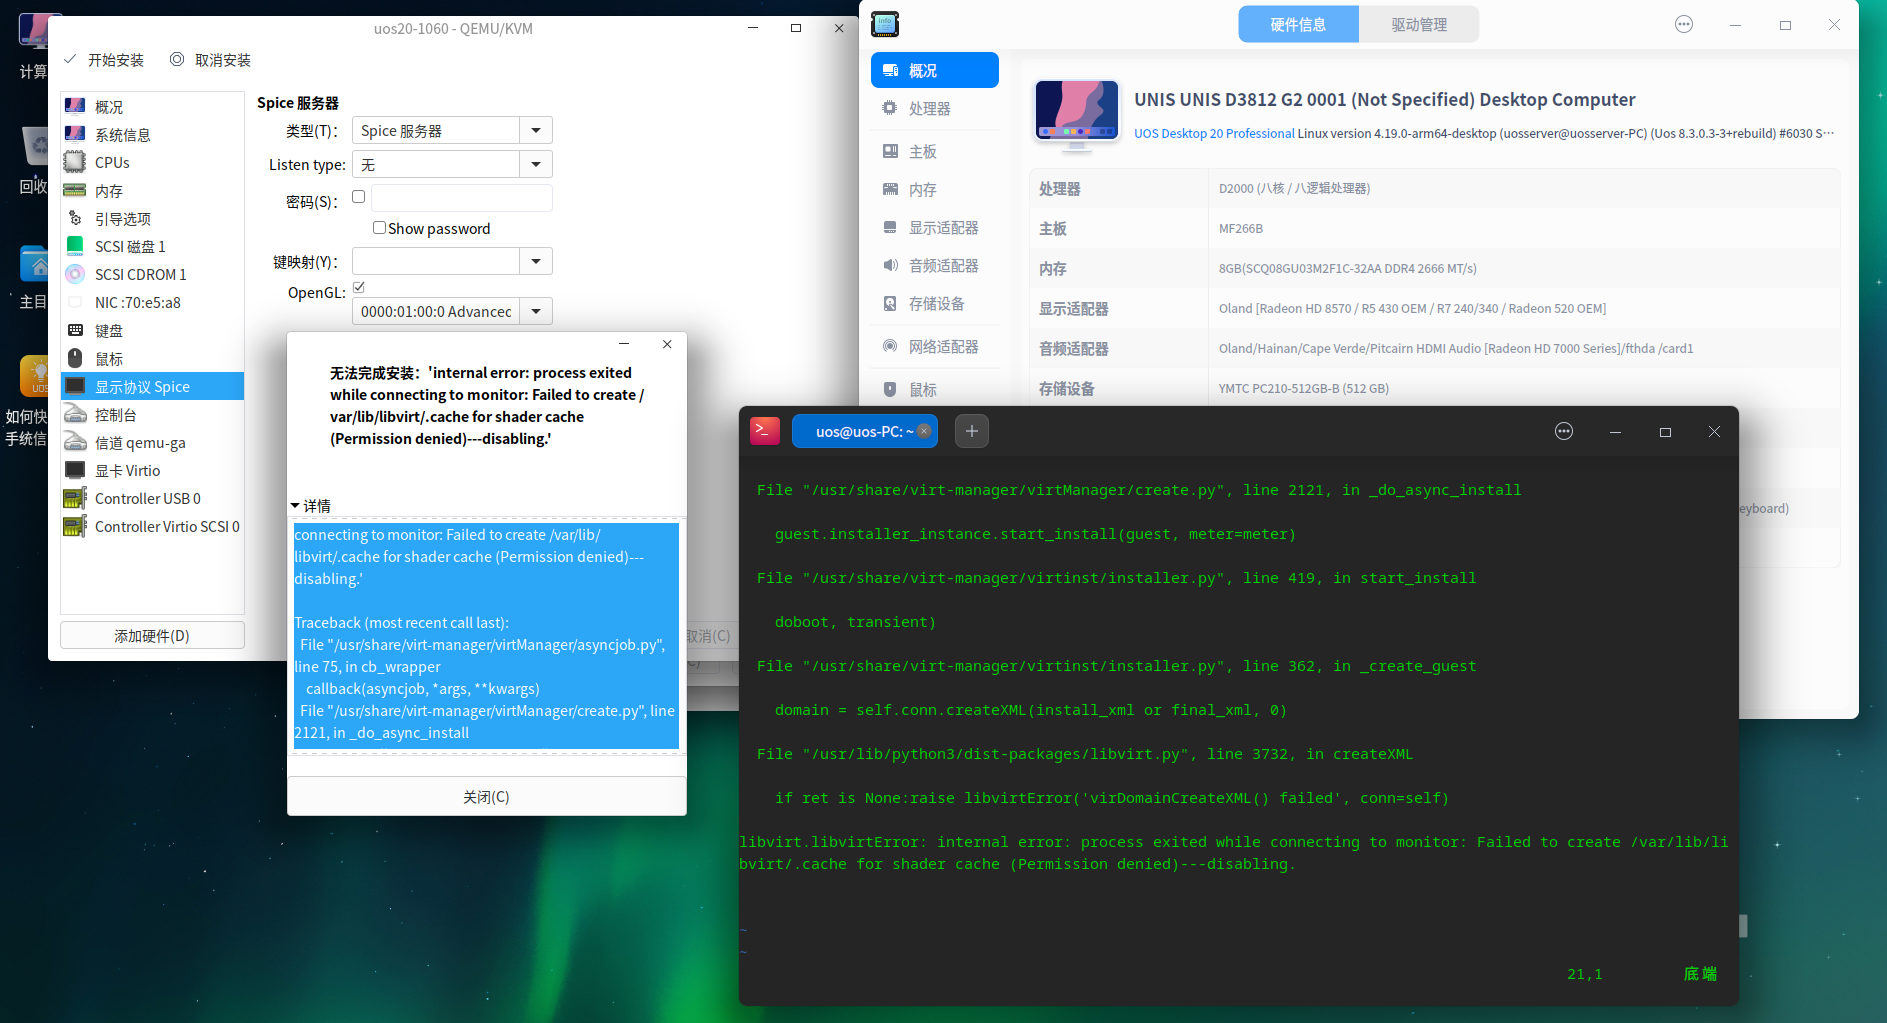 计算
回收
主目
如何快
手统信
uos20-1060 - QEMU/KVM
开始安装
取消安装
概况
系统信息
CPUs
内存
引导选项
SCSI 磁盘 1
SCSI CDROM 1
NIC :70:e5:a8
键盘
鼠标
显示协议 Spice
控制台
信道 qemu-ga
显卡 Virtio
Controller USB 0
Controller Virtio SCSI 0
添加硬件(D)
Spice 服务器
类型(T): Spice 服务器
Listen type: 无
密码(S):
Show password
键映射(Y):
OpenGL:
0000:01:00:0 Advanced
无法完成安装：'internal error: process exited
while connecting to monitor: Failed to create /
var/lib/libvirt/.cache for shader cache
(Permission denied)---disabling.'
详情
connecting to monitor: Failed to create /var/lib/
libvirt/.cache for shader cache (Permission denied)---
disabling.'
Traceback (most recent call last):
File "/usr/share/virt-manager/virtManager/asyncjob.py",
line 75, in cb_wrapper
callback(asyncjob, *args, **kwargs)
File "/usr/share/virt-manager/virtManager/create.py", line
2121, in _do_async_install
关闭(C)
取消(C)
硬件信息
驱动管理
概况
处理器
主板
内存
显示适配器
音频适配器
存储设备
网络适配器
鼠标
UNIS UNIS D3812 G2 0001 (Not Specified) Desktop Computer
UOS Desktop 20 Professional Linux version 4.19.0-arm64-desktop (uosserver@uosserver-PC) (Uos 8.3.0.3-3+rebuild) #6030 S···
处理器 D2000 (八核 / 八逻辑处理器)
主板 MF266B
内存 8GB(SCQ08GU03M2F1C-32AA DDR4 2666 MT/s)
显示适配器 Oland [Radeon HD 8570 / R5 430 OEM / R7 240/340 / Radeon 520 OEM]
音频适配器 Oland/Hainan/Cape Verde/Pitcairn HDMI Audio [Radeon HD 7000 Series]/fthda /card1
存储设备 YMTC PC210-512GB-B (512 GB)
eyboard)
uos@uos-PC: ~
File "/usr/share/virt-manager/virtManager/create.py", line 2121, in _do_async_install
guest.installer_instance.start_install(guest, meter=meter)
File "/usr/share/virt-manager/virtinst/installer.py", line 419, in start_install
doboot, transient)
File "/usr/share/virt-manager/virtinst/installer.py", line 362, in _create_guest
domain = self.conn.createXML(install_xml or final_xml, 0)
File "/usr/lib/python3/dist-packages/libvirt.py", line 3732, in createXML
if ret is None:raise libvirtError('virDomainCreateXML() failed', conn=self)
libvirt.libvirtError: internal error: process exited while connecting to monitor: Failed to create /var/lib/li
bvirt/.cache for shader cache (Permission denied)---disabling.
~
~
21,1 底端